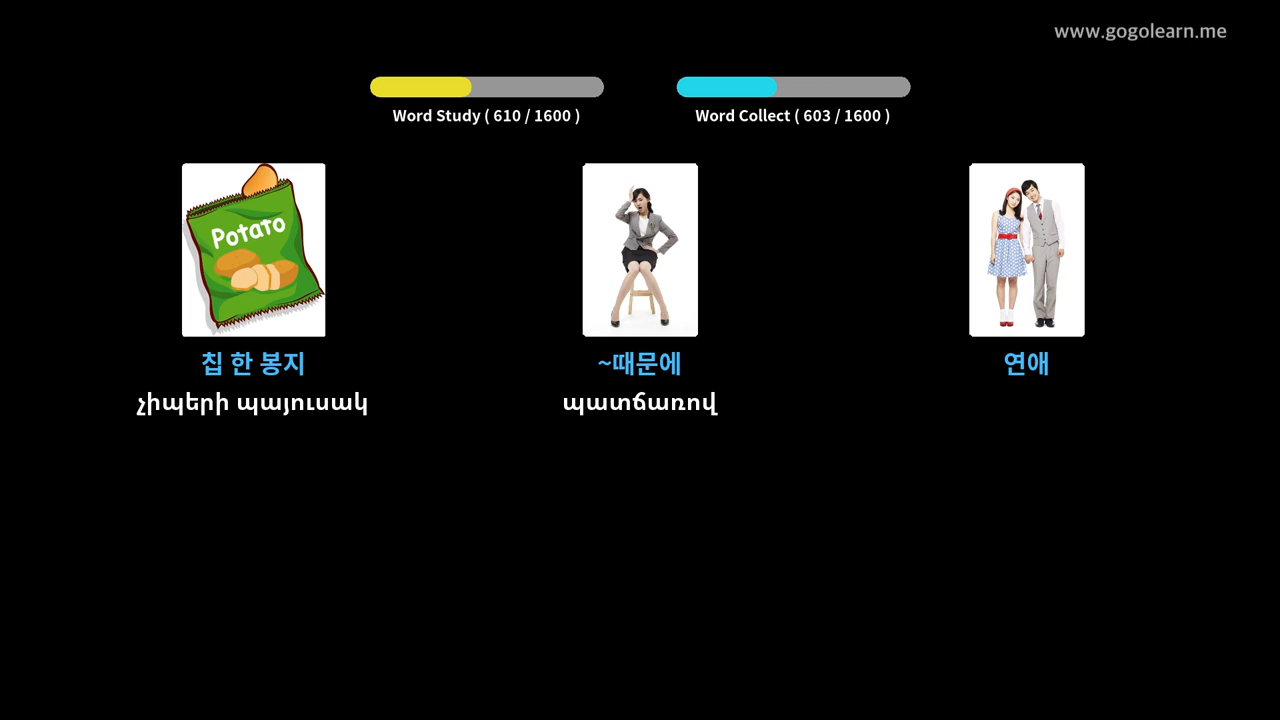 www.gogolearn.me
Word Study ( 610 / 1600 )
Word Collect ( 603 / 1600 )
Potato
칩 한 봉지
~때문에
연애
չիպերի պայուսակ
պատճառով